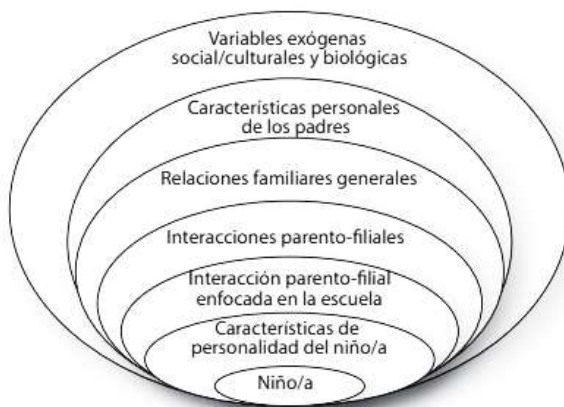 Variables exógenas
social/culturales y biológicas
Características personales
de los padres
Relaciones familiares generales
Interacciones parento-filiales
Interacción parento-filial
enfocada en la escuela
Características de
personalidad del niño/a
Niño/a